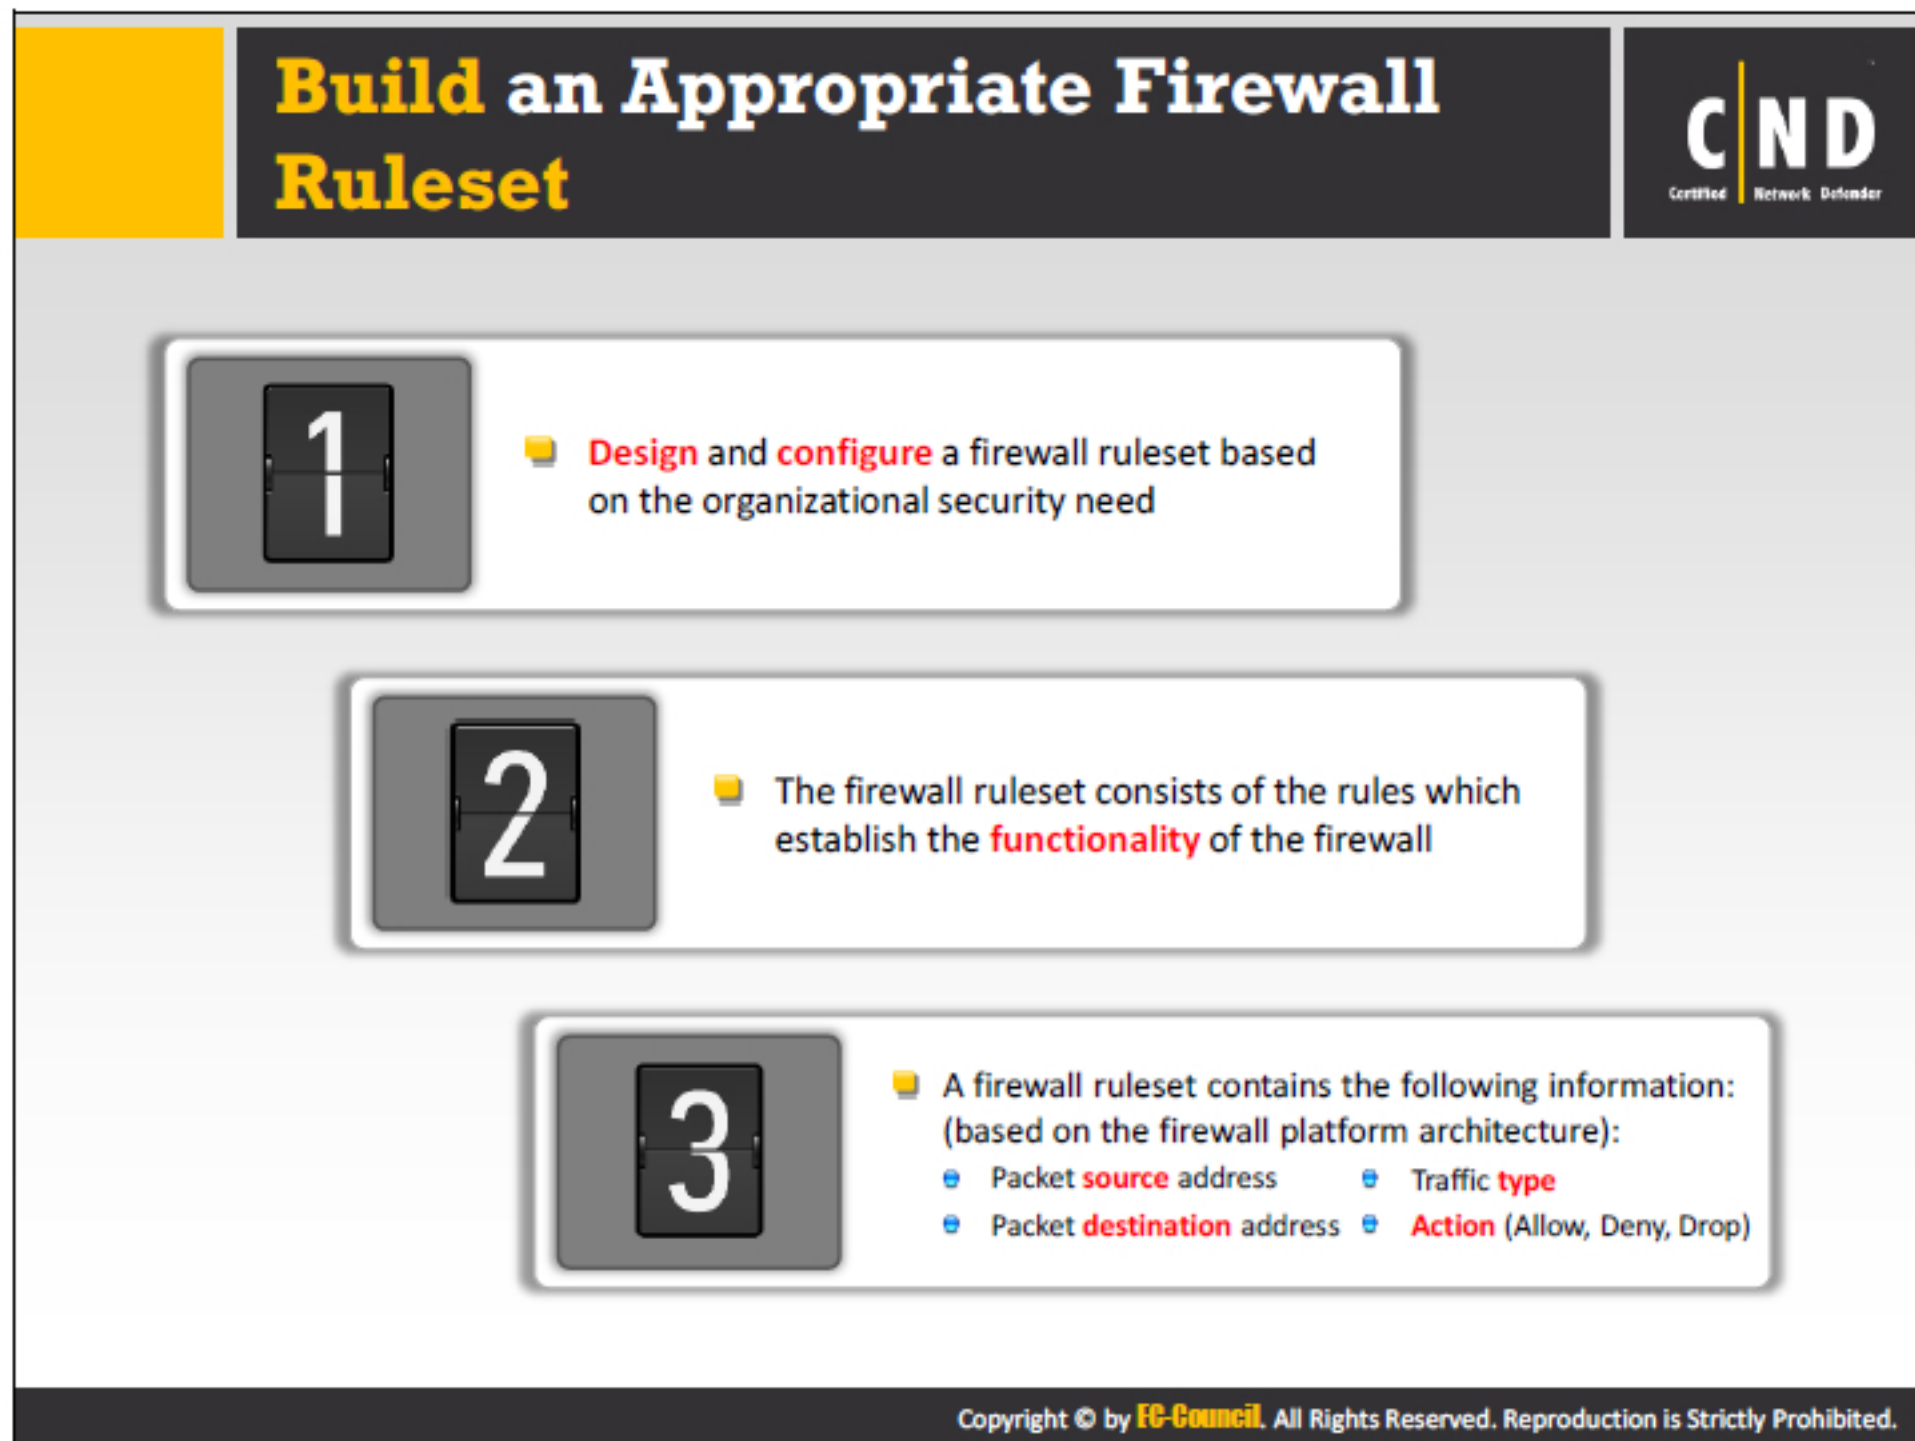 Build an Appropriate Firewall
Ruleset
C|ND
Certified Network Defender
1
Design and configure a firewall ruleset based
on the organizational security need
2
The firewall ruleset consists of the rules which
establish the functionality of the firewall
3
A firewall ruleset contains the following information:
(based on the firewall platform architecture):
Packet source address
Traffic type
Packet destination address
Action (Allow, Deny, Drop)
Copyright © by EC-Council. All Rights Reserved. Reproduction is Strictly Prohibited.